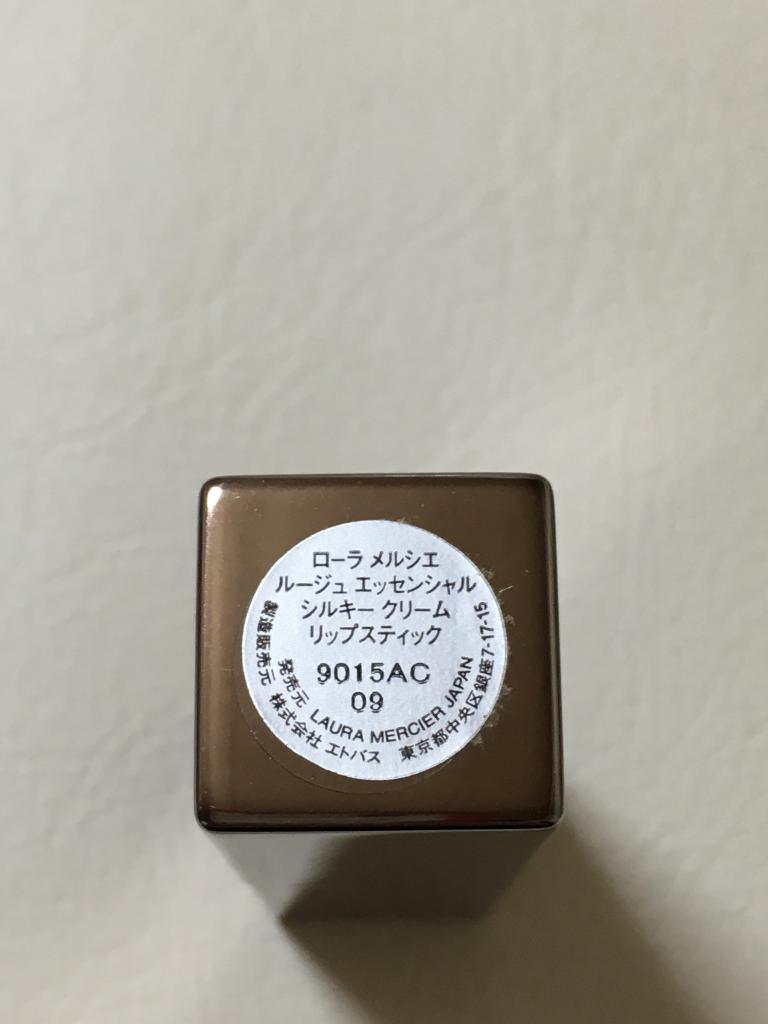 ローラ メルシエ
ルージュ エッセンシャル
シルキー クリーム
リップスティック
9015AC
09
発売元 LAURA MERCIER JAPAN
製造販売元 株式会社 エトバス 東京都中央区銀座7-17-15